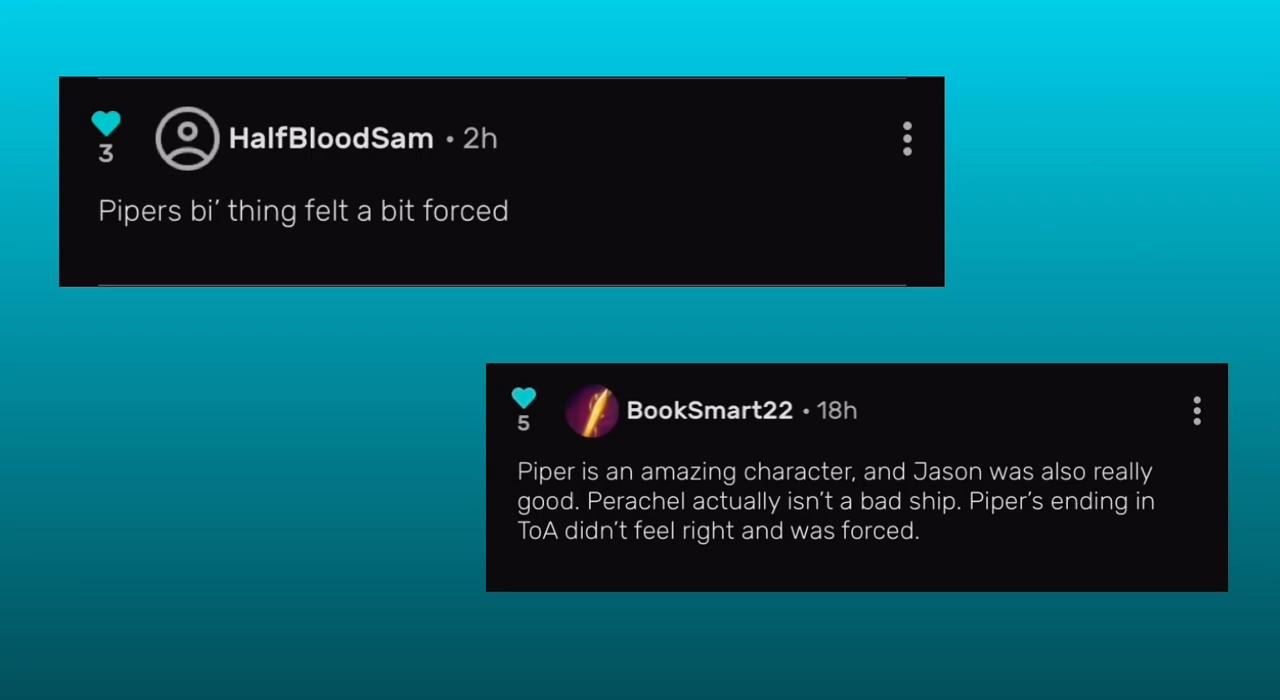 HalfBloodSam • 2h
3
Pipers bi’ thing felt a bit forced
BookSmart22 • 18h
5
Piper is an amazing character, and Jason was also really
good. Perachel actually isn’t a bad ship. Piper’s ending in
ToA didn’t feel right and was forced.